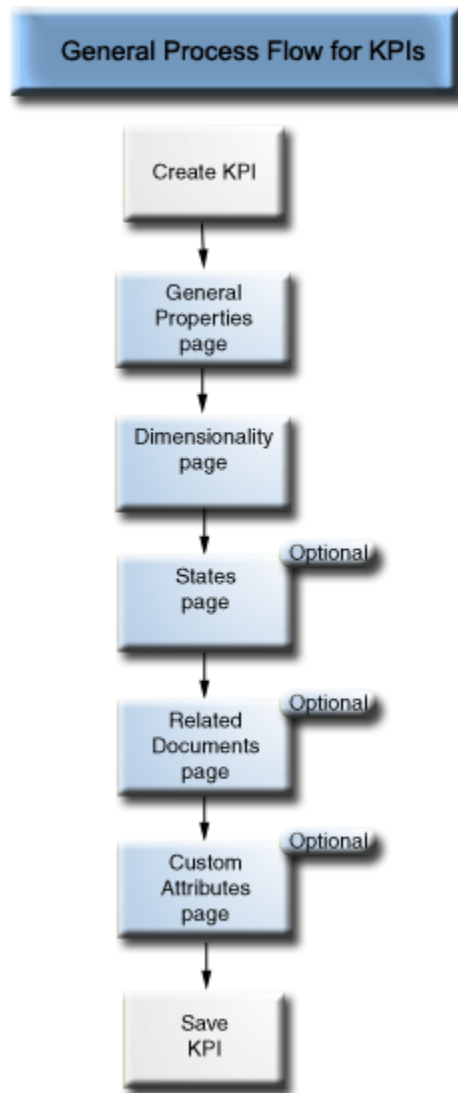 General Process Flow for KPIs
Create KPI
General
Properties
page
Dimensionality
page
Optional
States
page
Optional
Related
Documents
page
Optional
Custom
Attributes
page
Save
KPI